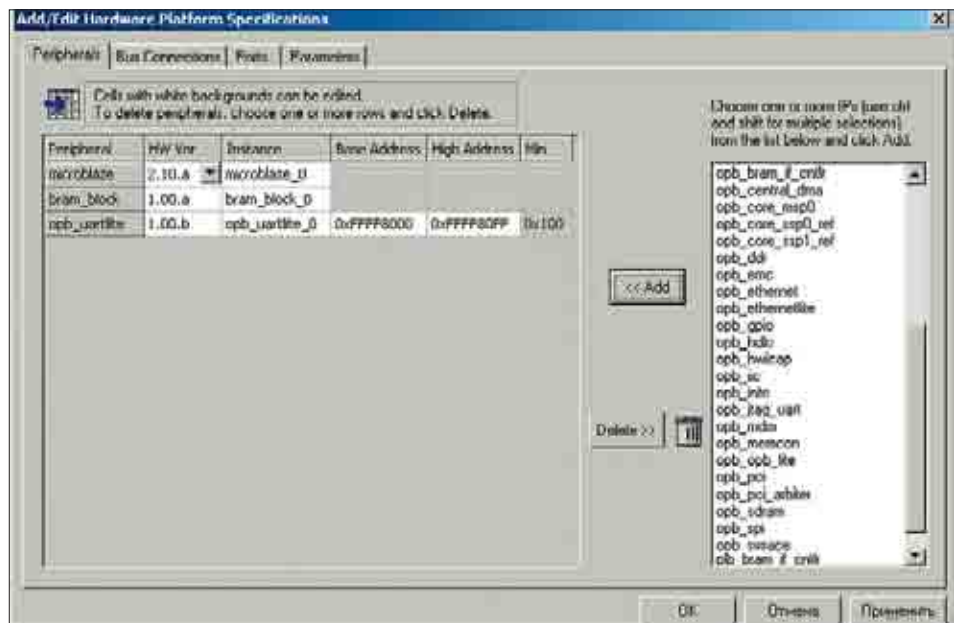 Add/Edit Hardware Platform Specifications
Peripherals Bus Connections Ports Parameters
Cells with white backgrounds can be edited.
To delete peripherals, choose one or more rows and click Delete.
Choose one or more IPs (use ctrl
and shift for multiple selections)
from the list below and click Add.
Peripheral HW Ver Instance Base Address High Address Min
microblaze 2.10.a microblaze_0
bram_block 1.00.a bram_block_0
opb_uartlite 1.00.b opb_uartlite_0 0xFFFF8000 0xFFFF80FF 0x100
<< Add
Delete >>
opb_bram_if_cntlr
opb_central_dma
opb_core_msp0
opb_core_ssp0_ref
opb_core_ssp1_ref
opb_ddr
opb_emc
opb_ethernet
opb_ethernetlite
opb_gpio
opb_hdlc
opb_hwicap
opb_iic
opb_intc
opb_jtag_uart
opb_mdm
opb_memcon
opb_opb_lite
opb_pci
opb_pci_arbiter
opb_sdram
opb_spi
opb_sysace
plb_bram_if_cntlr
OK Отмена Применить